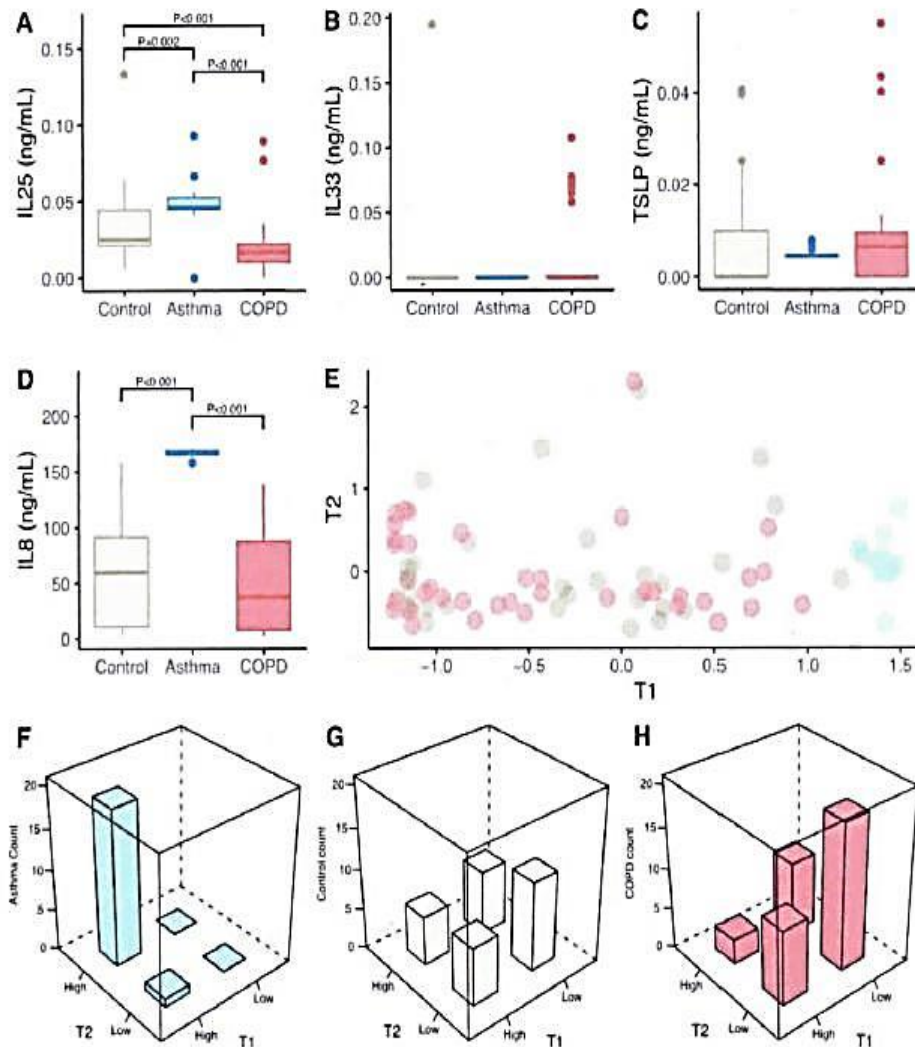 A
P<0.001
P=0.002
P<0.001
IL25 (ng/mL)
0.15
0.10
0.05
0.00
Control Asthma COPD
B
IL33 (ng/mL)
0.20
0.15
0.10
0.05
0.00
Control Asthma COPD
C
TSLP (ng/mL)
0.04
0.02
0.00
Control Asthma COPD
D
P<0.001
P<0.001
IL8 (ng/mL)
200
150
100
50
0
Control Asthma COPD
E
T2
2
1
0
−1.0 −0.5 0.0 0.5 1.0 1.5
T1
F
Asthma Count
20
15
10
5
0
High
Low
T2
High
Low
T1
G
Control count
20
15
10
5
0
High
Low
T2
High
Low
T1
H
COPD count
20
15
10
5
0
High
Low
T2
High
Low
T1